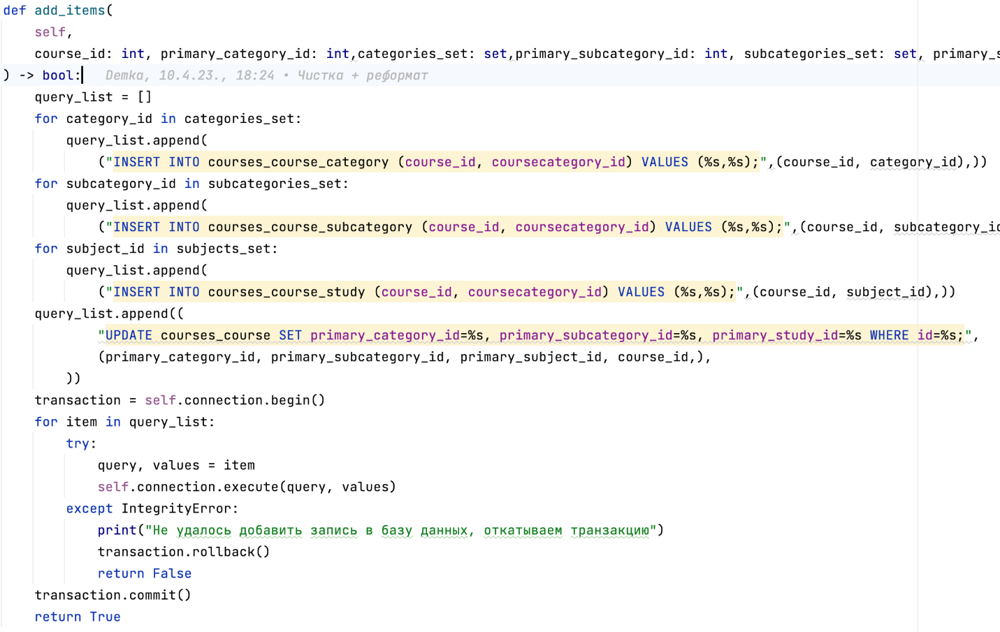 def add_items(
    self,
    course_id: int, primary_category_id: int,categories_set: set,primary_subcategory_id: int, subcategories_set: set, primary_s
) -> bool:   Demka, 10.4.23., 18:24 • Чистка + реформат
    query_list = []
    for category_id in categories_set:
        query_list.append(
            ("INSERT INTO courses_course_category (course_id, coursecategory_id) VALUES (%s,%s);",(course_id, category_id),))
    for subcategory_id in subcategories_set:
        query_list.append(
            ("INSERT INTO courses_course_subcategory (course_id, coursecategory_id) VALUES (%s,%s);",(course_id, subcategory_id
    for subject_id in subjects_set:
        query_list.append(
            ("INSERT INTO courses_course_study (course_id, coursecategory_id) VALUES (%s,%s);",(course_id, subject_id),))
    query_list.append((
            "UPDATE courses_course SET primary_category_id=%s, primary_subcategory_id=%s, primary_study_id=%s WHERE id=%s;",
            (primary_category_id, primary_subcategory_id, primary_subject_id, course_id,),
        ))
    transaction = self.connection.begin()
    for item in query_list:
        try:
            query, values = item
            self.connection.execute(query, values)
        except IntegrityError:
            print("Не удалось добавить запись в базу данных, откатываем транзакцию")
            transaction.rollback()
            return False
    transaction.commit()
    return True